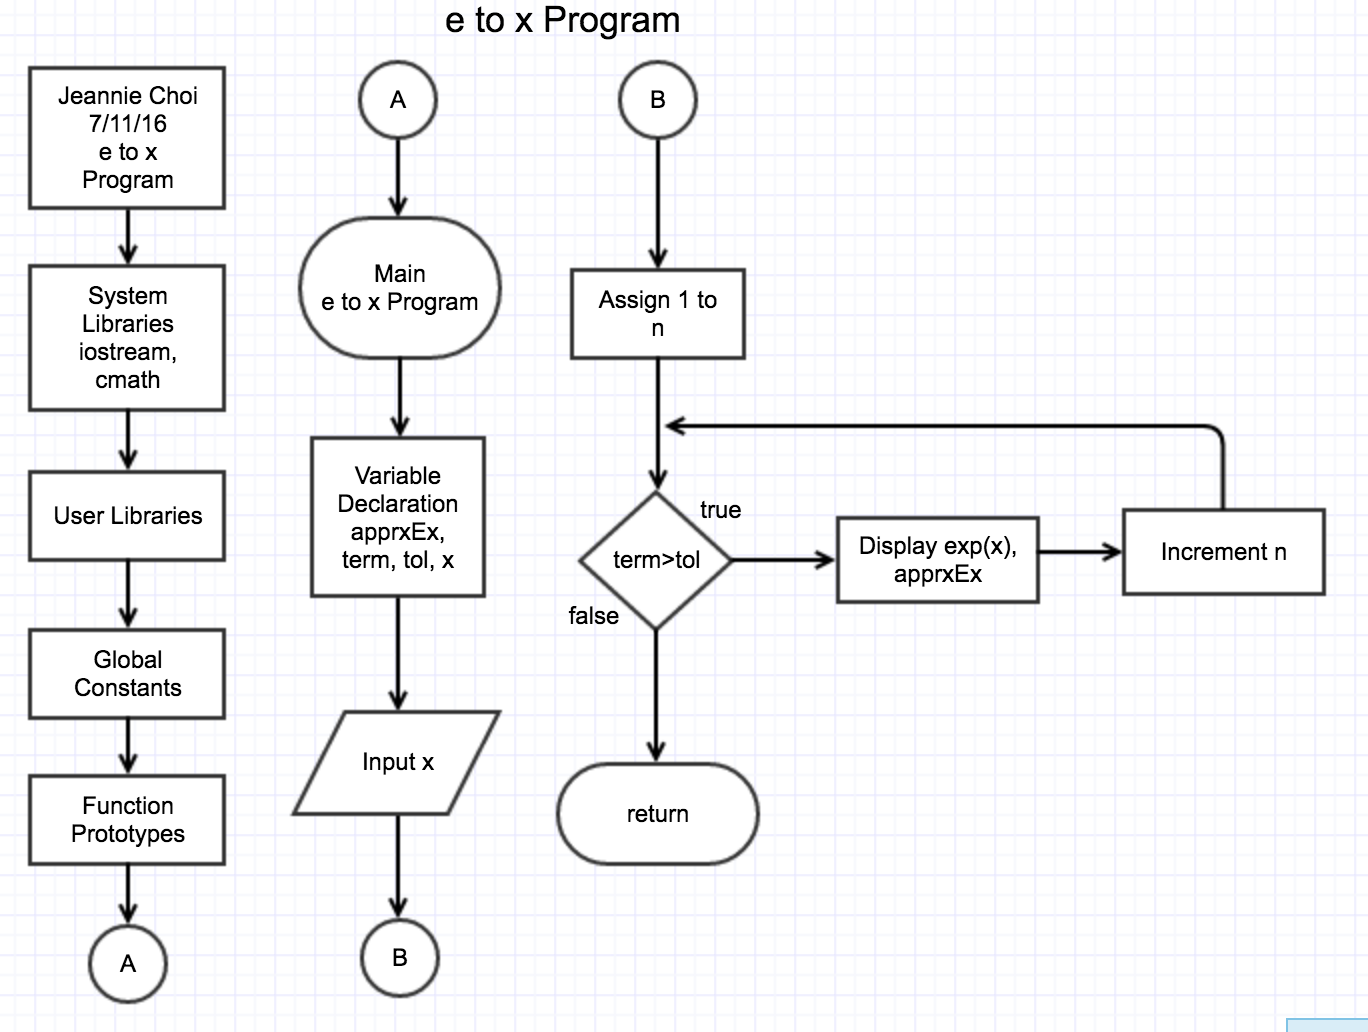 e to x Program
Jeannie Choi
7/11/16
e to x
Program
System
Libraries
iostream,
cmath
User Libraries
Global
Constants
Function
Prototypes
A
A
Main
e to x Program
Variable
Declaration
apprxEx,
term, tol, x
Input x
B
B
Assign 1 to
n
term>tol
true
false
Display exp(x),
apprxEx
Increment n
return